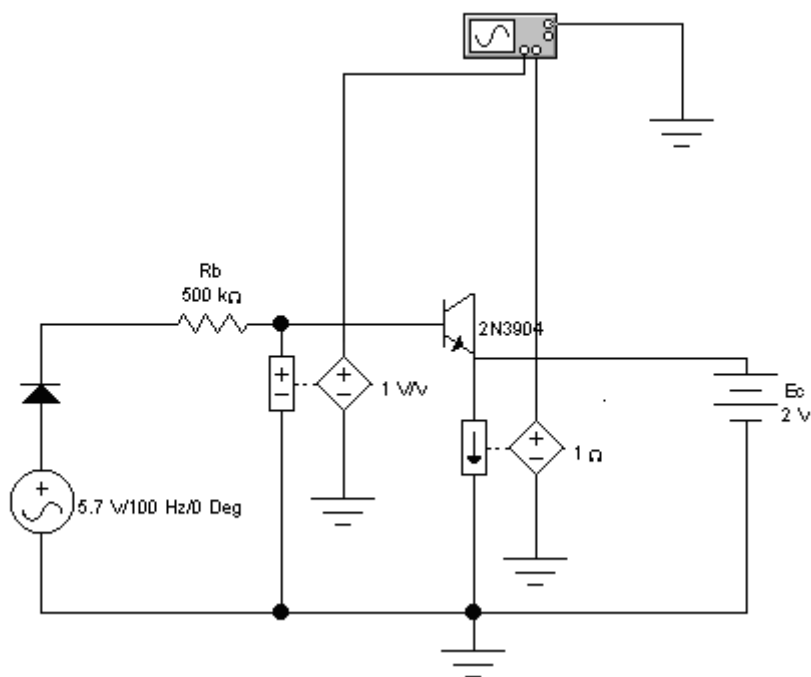 Rb
500 kΩ
2N3904
1 V/v
Ec
2 V
1 Ω
5.7 V/100 Hz/0 Deg